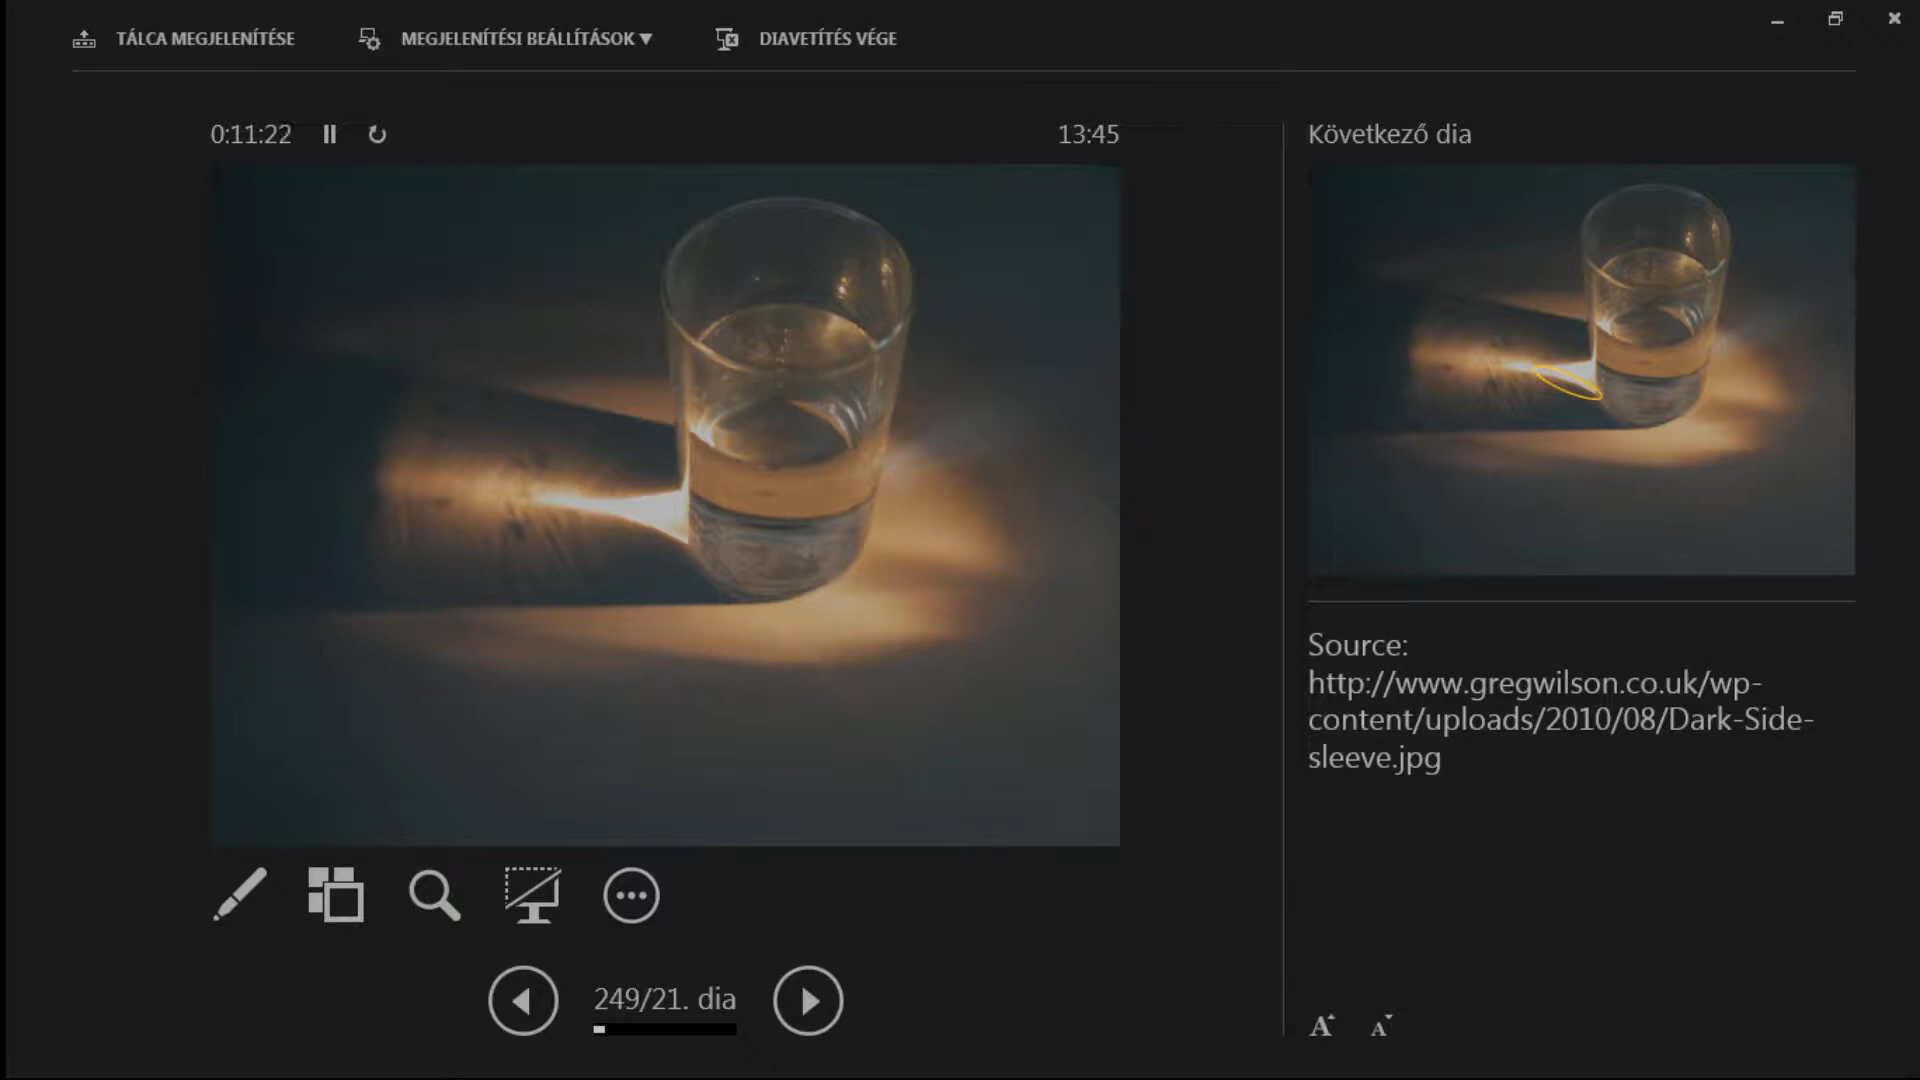 TÁLCA MEGJELENÍTÉSE MEGJELENÍTÉSI BEÁLLÍTÁSOK ▼ DIAVETÍTÉS VÉGE
0:11:22 13:45
Következő dia
Source:
http://www.gregwilson.co.uk/wp-
content/uploads/2010/08/Dark-Side-
sleeve.jpg
249/21. dia
A A